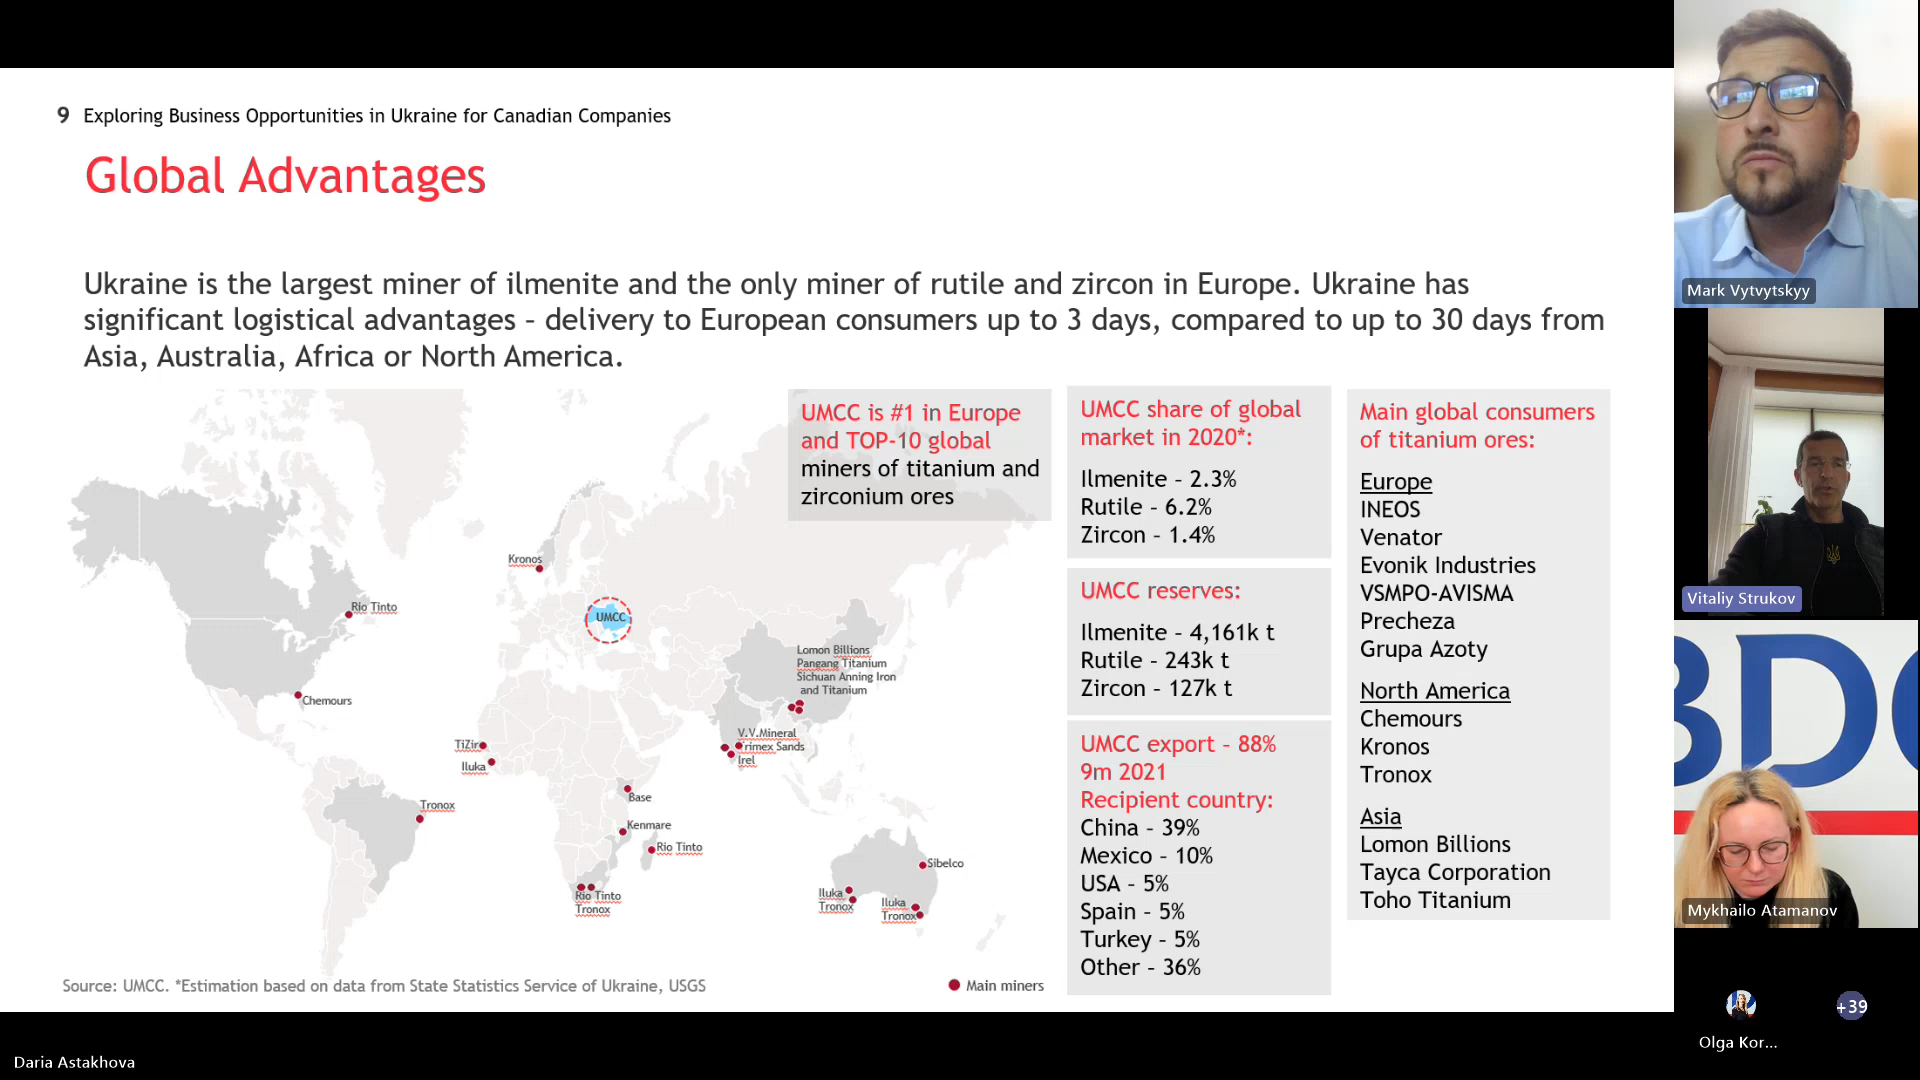 9 Exploring Business Opportunities in Ukraine for Canadian Companies
Global Advantages
Ukraine is the largest miner of ilmenite and the only miner of rutile and zircon in Europe. Ukraine has
significant logistical advantages – delivery to European consumers up to 3 days, compared to up to 30 days from
Asia, Australia, Africa or North America.
UMCC is #1 in Europe
and TOP-10 global
miners of titanium and
zirconium ores
Kronos
Rio Tinto
UMCC
Lomon Billions
Pangang Titanium
Sichuan Anning Iron
and Titanium
Chemours
TiZir
Iluka
V.V.Mineral
Trimex Sands
Irel
Tronox
Base
Kenmare
Rio Tinto
Rio Tinto
Tronox
Sibelco
Iluka
Tronox
Iluka
Tronox
Source: UMCC. *Estimation based on data from State Statistics Service of Ukraine, USGS
Main miners
UMCC share of global
market in 2020*:
Ilmenite – 2.3%
Rutile – 6.2%
Zircon – 1.4%
UMCC reserves:
Ilmenite – 4,161k t
Rutile – 243k t
Zircon – 127k t
UMCC export – 88%
9m 2021
Recipient country:
China – 39%
Mexico – 10%
USA – 5%
Spain – 5%
Turkey – 5%
Other – 36%
Main global consumers
of titanium ores:
Europe
INEOS
Venator
Evonik Industries
VSMPO-AVISMA
Precheza
Grupa Azoty
North America
Chemours
Kronos
Tronox
Asia
Lomon Billions
Tayca Corporation
Toho Titanium
Mark Vytvytskyy
Vitaliy Strukov
BDO
Mykhailo Atamanov
+39
Olga Kor...
Daria Astakhova